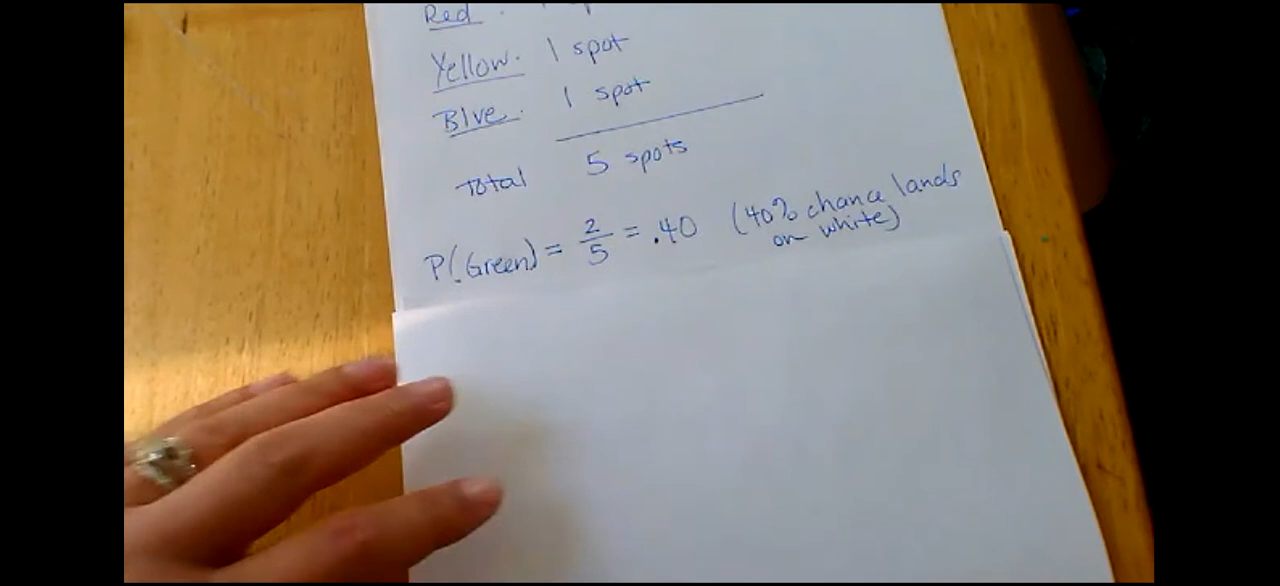 Red.
Yellow. 1 spot
Blue. 1 spot
Total 5 spots
P(Green) = 2/5 = .40 (40% chance lands
on white)